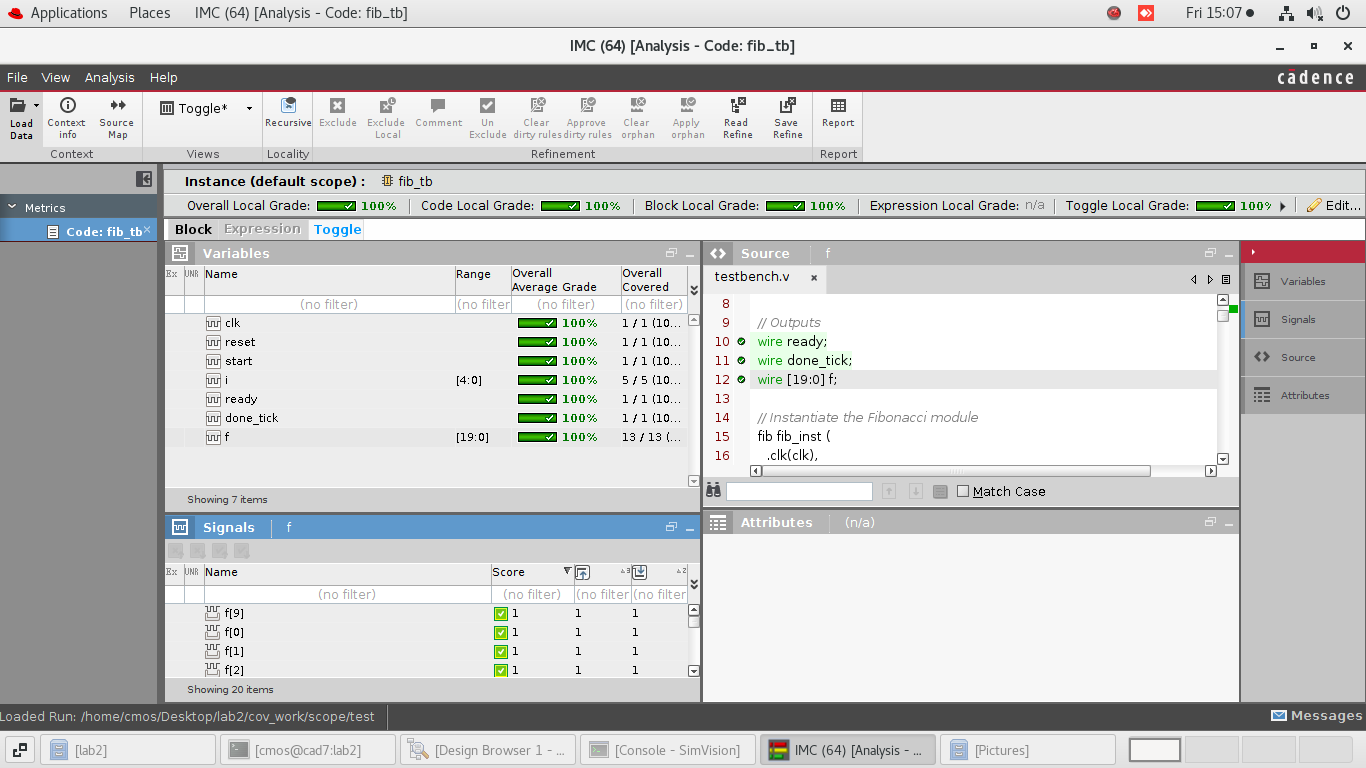 Applications Places IMC (64) [Analysis - Code: fib_tb] Fri 15:07
IMC (64) [Analysis - Code: fib_tb]
File View Analysis Help cādence
Load Data Context info Source Map Toggle* Recursive Exclude Exclude Local Comment Un Exclude Clear dirty rules Approve dirty rules Clear orphan Apply orphan Read Refine Save Refine Report
Context Views Locality Refinement Report
Instance (default scope) : fib_tb
Metrics
Overall Local Grade: 100% Code Local Grade: 100% Block Local Grade: 100% Expression Local Grade: n/a Toggle Local Grade: 100% Edit...
Code: fib_tb
Block Expression Toggle
Variables
Ex UNR Name Range Overall Average Grade Overall Covered
(no filter) (no filter (no filter) (no filter)
clk 100% 1 / 1 (10...
reset 100% 1 / 1 (10...
start 100% 1 / 1 (10...
i [4:0] 100% 5 / 5 (10...
ready 100% 1 / 1 (10...
done_tick 100% 1 / 1 (10...
f [19:0] 100% 13 / 13 (...
Showing 7 items
Source f
testbench.v
8
9 // Outputs
10 wire ready;
11 wire done_tick;
12 wire [19:0] f;
13
14 // Instantiate the Fibonacci module
15 fib fib_inst (
16 .clk(clk),
Match Case
Variables
Signals
Source
Attributes
Signals f
Ex UNR Name Score
(no filter) (no filter) (no filter (no filter
f[9] 1 1 1
f[0] 1 1 1
f[1] 1 1 1
f[2] 1 1 1
Showing 20 items
Attributes (n/a)
Loaded Run: /home/cmos/Desktop/lab2/cov_work/scope/test Messages
[lab2] [cmos@cad7:lab2] [Design Browser 1 - ... [Console - SimVision] IMC (64) [Analysis - ... [Pictures]